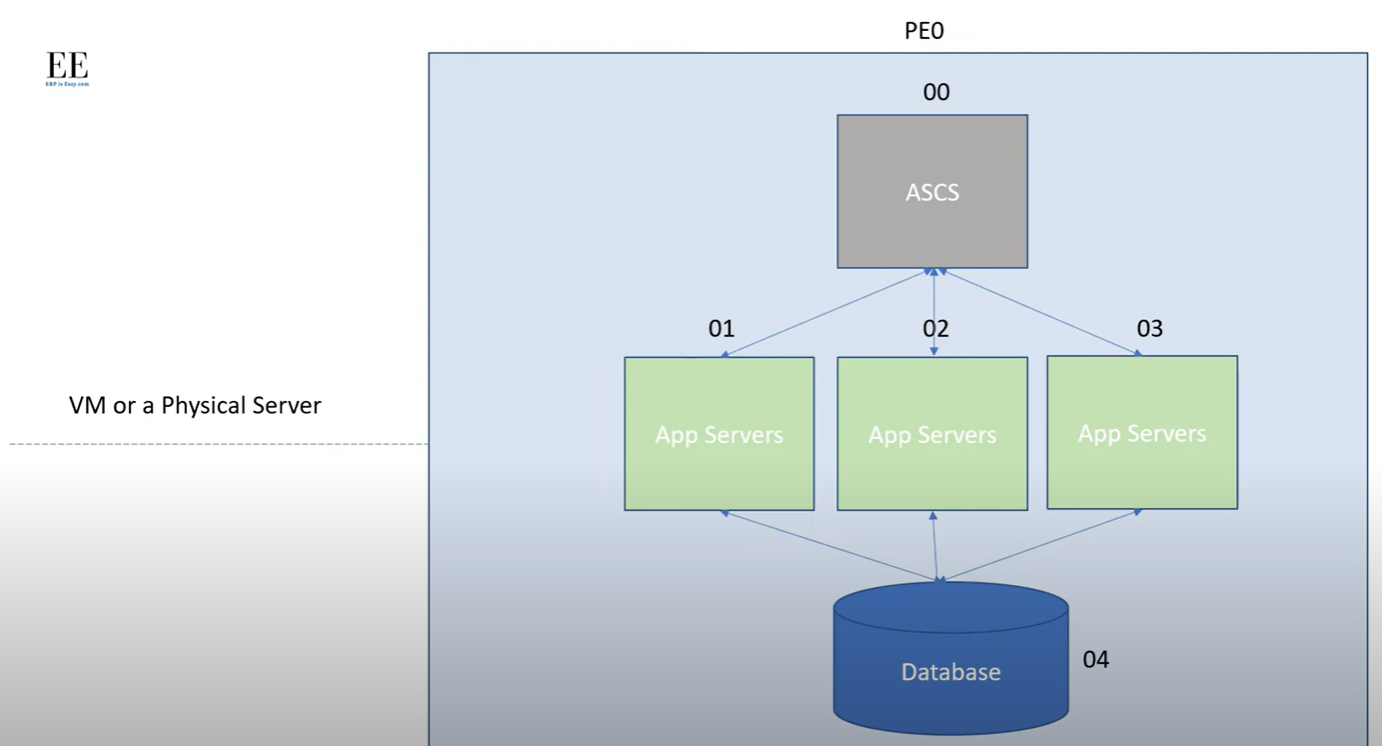 PE0
EE
ERP is Easy.com
00
ASCS
01
02
03
VM or a Physical Server
App Servers
App Servers
App Servers
Database
04